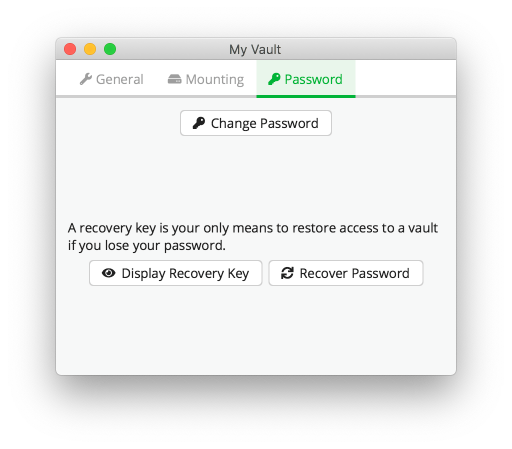 My Vault
General Mounting Password
Change Password
A recovery key is your only means to restore access to a vault
if you lose your password.
Display Recovery Key Recover Password